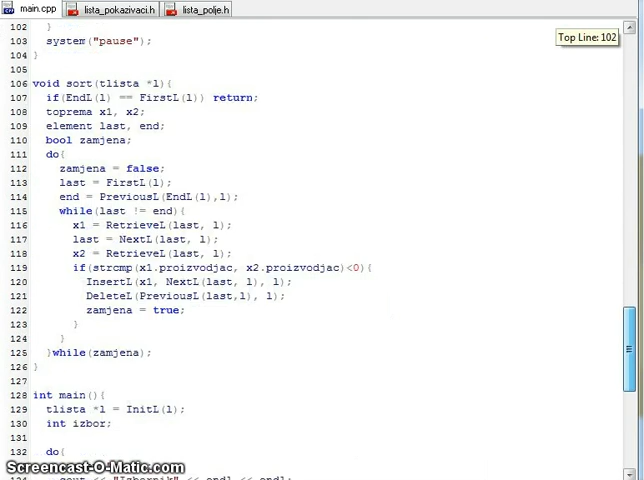 main.cpp lista_pokazivaci.h lista_polje.h
Top Line: 102
102 }
103 system("pause");
104 }
105
106 void sort(tlista *l){
107 if(EndL(l) == FirstL(l)) return;
108 toprema x1, x2;
109 element last, end;
110 bool zamjena;
111 do{
112 zamjena = false;
113 last = FirstL(l);
114 end = PreviousL(EndL(l),l);
115 while(last != end){
116 x1 = RetrieveL(last, l);
117 last = NextL(last, l);
118 x2 = RetrieveL(last, l);
119 if(strcmp(x1.proizvodjac, x2.proizvodjac)<0){
120 InsertL(x1, NextL(last, l), l);
121 DeleteL(PreviousL(last,l), l);
122 zamjena = true;
123 }
124 }
125 }while(zamjena);
126 }
127
128 int main(){
129 tlista *l = InitL(l);
130 int izbor;
131
132 do{
cout << "Izbornik" << endl << endl;
Screencast-O-Matic.com